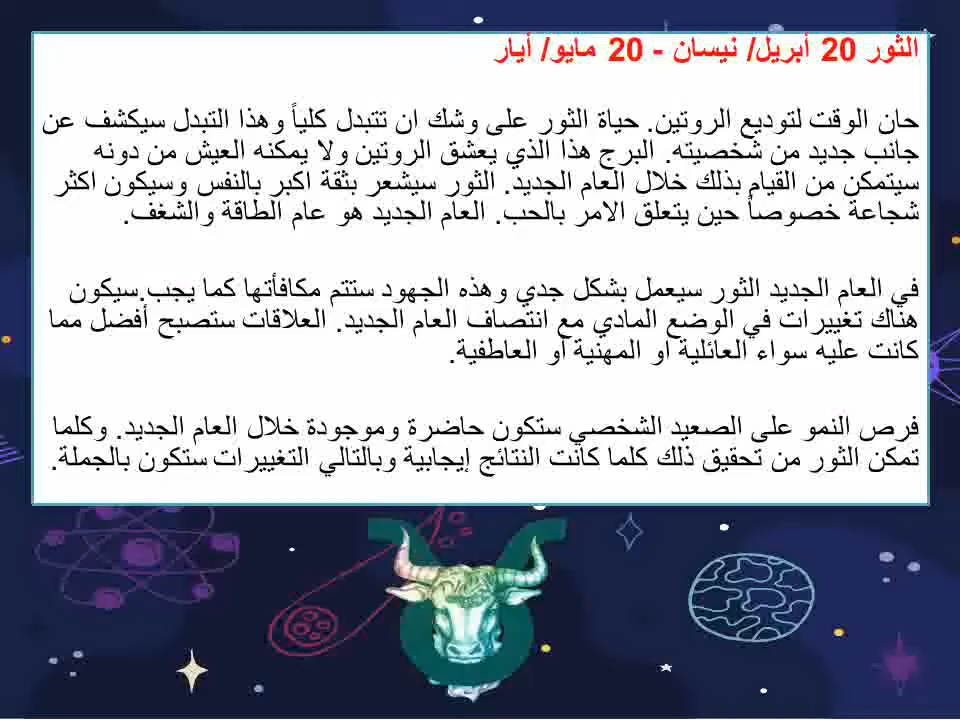 الثور 20 أبريل/ نيسان - 20 مايو/ أيار
حان الوقت لتوديع الروتين. حياة الثور على وشك ان تتبدل كلياً وهذا التبدل سيكشف عن
جانب جديد من شخصيته. البرج هذا الذي يعشق الروتين ولا يمكنه العيش من دونه
سيتمكن من القيام بذلك خلال العام الجديد. الثور سيشعر بثقة اكبر بالنفس وسيكون اكثر
شجاعة خصوصاً حين يتعلق الامر بالحب. العام الجديد هو عام الطاقة والشغف.
في العام الجديد الثور سيعمل بشكل جدي وهذه الجهود ستتم مكافأتها كما يجب.سيكون
هناك تغييرات في الوضع المادي مع انتصاف العام الجديد. العلاقات ستصبح أفضل مما
كانت عليه سواء العائلية او المهنية أو العاطفية.
فرص النمو على الصعيد الشخصي ستكون حاضرة وموجودة خلال العام الجديد. وكلما
تمكن الثور من تحقيق ذلك كلما كانت النتائج إيجابية وبالتالي التغييرات ستكون بالجملة.